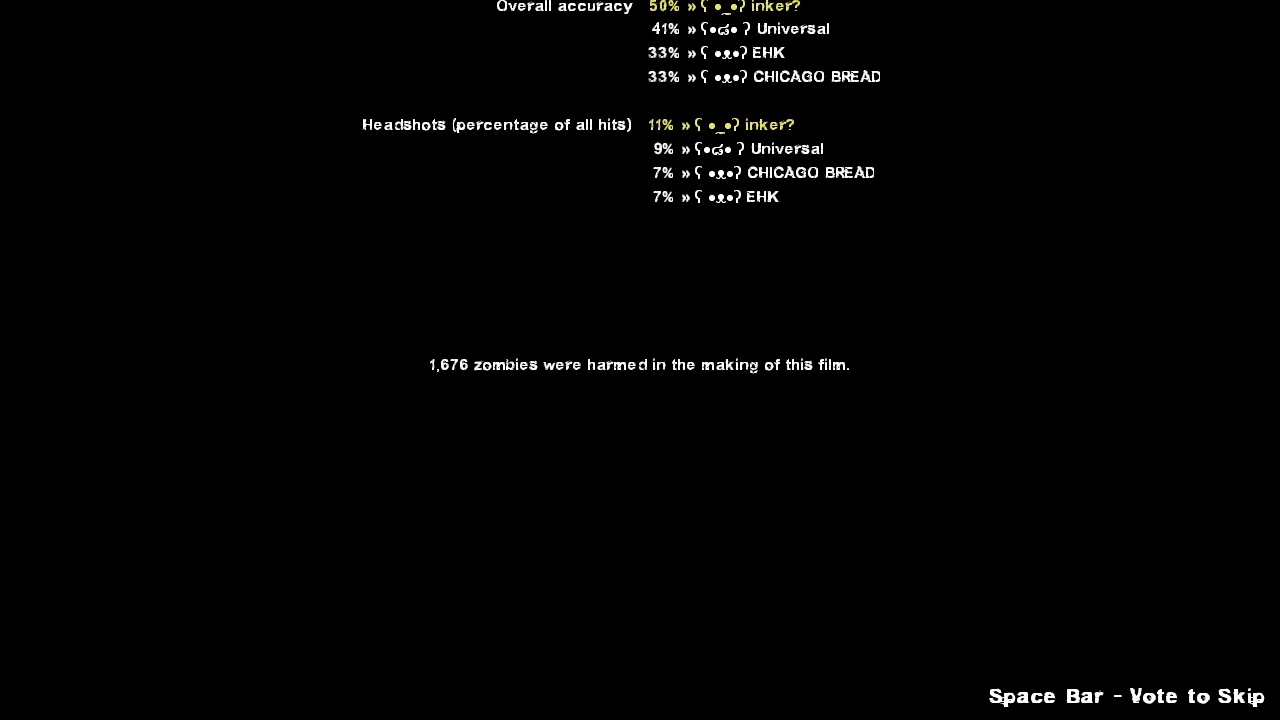 Overall accuracy 50% » ʕ •͟ •ʔ inker?
41% » ʕ•ഭ• ʔ Universal
33% » ʕ •ᴥ•ʔ EHK
33% » ʕ •ᴥ•ʔ CHICAGO BREAD
Headshots (percentage of all hits) 11% » ʕ •͟ •ʔ inker?
9% » ʕ•ഭ• ʔ Universal
7% » ʕ •ᴥ•ʔ CHICAGO BREAD
7% » ʕ •ᴥ•ʔ EHK
1,676 zombies were harmed in the making of this film.
Space Bar - Vote to Skip